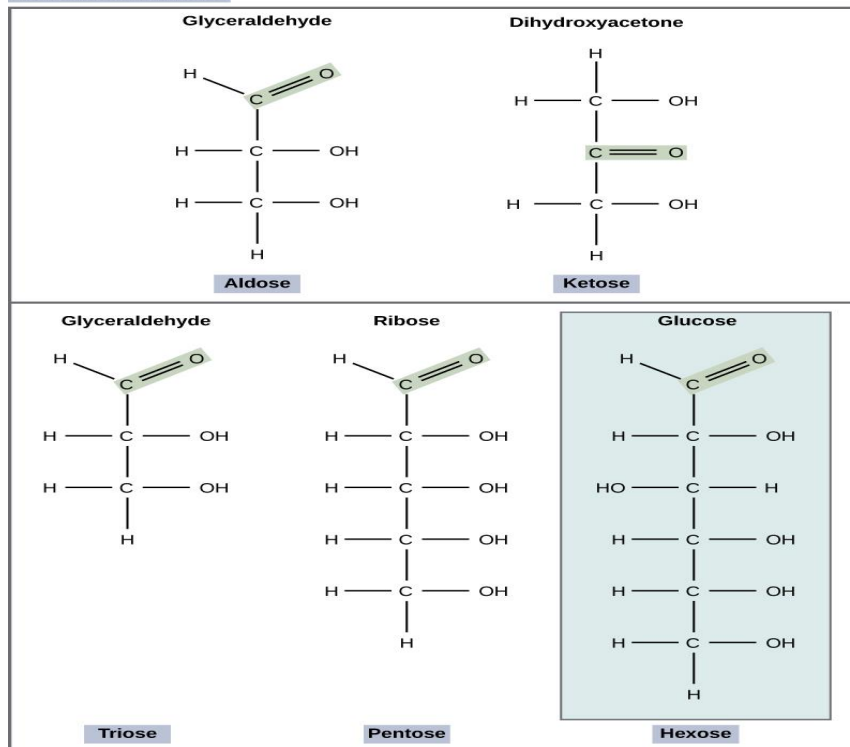 Glyceraldehyde
Dihydroxyacetone
H O
C
H C OH
H C OH
H
Aldose
H
H C OH
C O
H C OH
H
Ketose
Glyceraldehyde
Ribose
Glucose
H O
C
H C OH
H C OH
H
Triose
H O
C
H C OH
H C OH
H C OH
H C OH
H
Pentose
H O
C
H C OH
HO C H
H C OH
H C OH
H C OH
H
Hexose